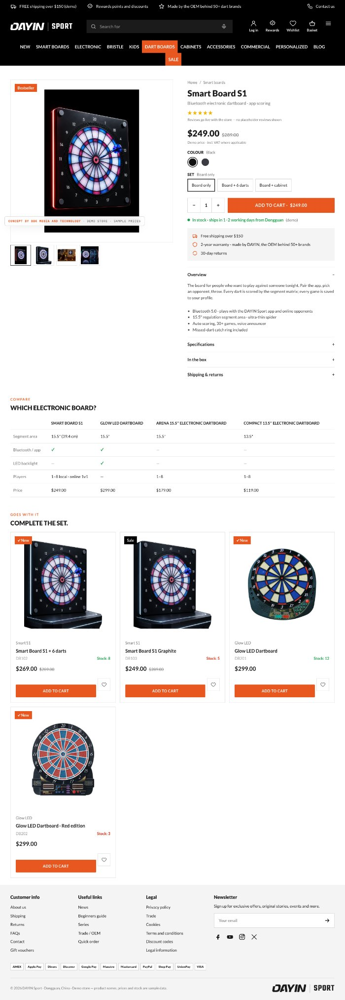 FREE shipping over $150 (demo)
Rewards points and discounts
Made by the OEM behind 50+ dart brands
Contact us
DAYIN | SPORT
Search for
Log in
Rewards
Wishlist
Basket
NEW SMART BOARDS ELECTRONIC BRISTLE KIDS DART BOARDS CABINETS ACCESSORIES COMMERCIAL PERSONALIZED BLOG
SALE
Bestseller
CONCEPT BY BBK MEDIA AND TECHNOLOGY · DEMO STORE · SAMPLE PRICES
Home / Smart boards
Smart Board S1
Bluetooth electronic dartboard · app scoring
★★★★★
Reviews go live with the store — no placeholder reviews shown
$249.00 $289.00
Demo price · incl. VAT where applicable
COLOUR Black
SET Board only
Board only
Board + 6 darts
Board + cabinet
− 1 +
ADD TO CART · $249.00
In stock · ships in 1–2 working days from Dongguan (demo)
Free shipping over $150
2-year warranty · made by DAYIN, the OEM behind 50+ brands
30-day returns
Overview −
The board for people who want to play against someone tonight. Pair the app, pick
an opponent, throw. Every dart is scored by the segment matrix; every game is saved
to your profile.
• Bluetooth 5.0 · plays with the DAYIN Sport app and online opponents
• 15.5" regulation segment area · ultra-thin spider
• Auto scoring, 30+ games, voice announcer
• Missed-dart catch ring included
Specifications +
In the box +
Shipping & returns +
COMPARE
WHICH ELECTRONIC BOARD?
SMART BOARD S1 GLOW LED DARTBOARD ARENA 15.5" ELECTRONIC DARTBOARD COMPACT 13.5" ELECTRONIC DARTBOARD
Segment area 15.5" (39.4 cm) 15.5" 15.5" 13.5"
Bluetooth / app ✓ ✓ — —
LED backlight — ✓ — —
Players 1–8 local · online 1v1 — 1–8 1–8
Price $249.00 $299.00 $179.00 $119.00
GOES WITH IT
COMPLETE THE SET.
✓New
Smart S1
Smart Board S1 + 6 darts
DB102 Stock: 8
$269.00 $289.00
ADD TO CART
Sale
Smart S1
Smart Board S1 Graphite
DB103 Stock: 5
$249.00 $289.00
ADD TO CART
✓New
Glow LED
Glow LED Dartboard
DB201 Stock: 12
$299.00
ADD TO CART
✓New
Glow LED
Glow LED Dartboard · Red edition
DB202 Stock: 3
$299.00
ADD TO CART
Customer info
About us
Shipping
Returns
FAQs
Contact
Gift vouchers
Useful links
News
Beginners guide
Series
Trade / OEM
Quick order
Legal
Privacy policy
Trade
Cookies
Terms and conditions
Discount codes
Legal information
Newsletter
Sign up for exclusive offers, original stories, events and more.
Your email
AMEX Apple Pay Diners Discover Google Pay Maestro Mastercard PayPal Shop Pay UnionPay VISA
© 2026 DAYIN Sport · Dongguan, China · Demo store — product names, prices and stock are sample data.
DAYIN | SPORT